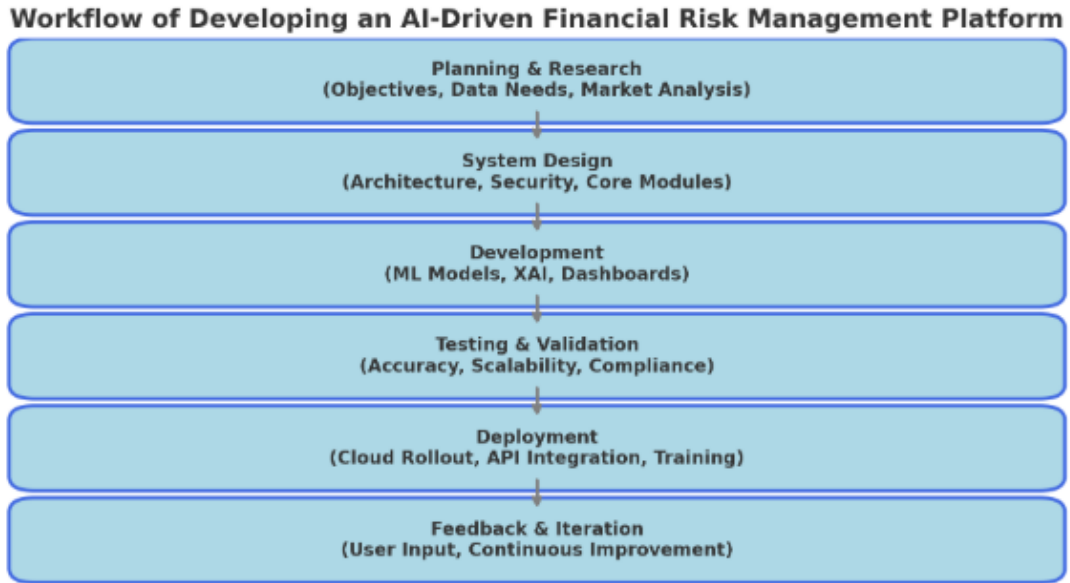 Workflow of Developing an AI-Driven Financial Risk Management Platform
Planning & Research
(Objectives, Data Needs, Market Analysis)
System Design
(Architecture, Security, Core Modules)
Development
(ML Models, XAI, Dashboards)
Testing & Validation
(Accuracy, Scalability, Compliance)
Deployment
(Cloud Rollout, API Integration, Training)
Feedback & Iteration
(User Input, Continuous Improvement)